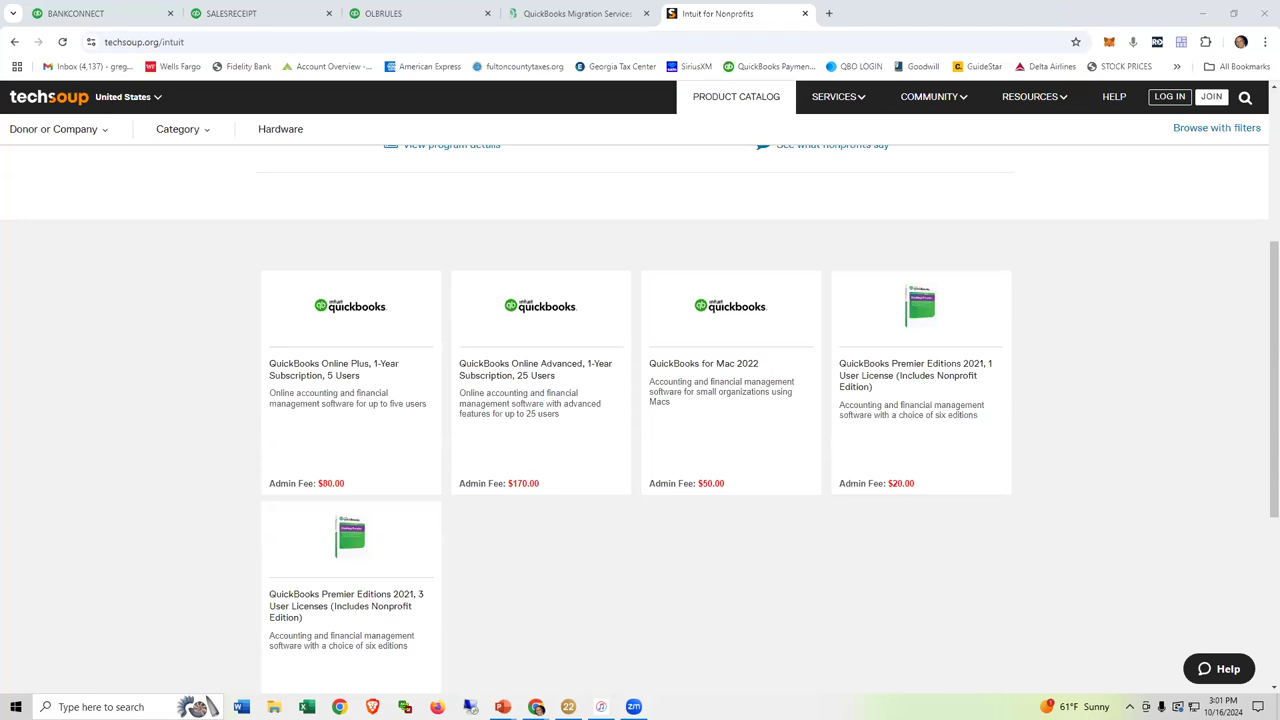 BANKCONNECT
SALESRECEIPT
OLBRULES
QuickBooks Migration Services
Intuit for Nonprofits
techsoup.org/intuit
Inbox (4,137) - greg...
Wells Fargo
Fidelity Bank
Account Overview -...
American Express
fultoncountytaxes.org
Georgia Tax Center
SiriusXM
QuickBooks Paymen...
QBO LOGIN
Goodwill
GuideStar
Delta Airlines
STOCK PRICES
All Bookmarks
techsoup United States
PRODUCT CATALOG
SERVICES
COMMUNITY
RESOURCES
HELP
LOG IN
JOIN
Donor or Company
Category
Hardware
Browse with filters
View program details
See what nonprofits say
intuit
quickbooks.
QuickBooks Online Plus, 1-Year
Subscription, 5 Users
Online accounting and financial
management software for up to five users
Admin Fee: $80.00
intuit
quickbooks.
QuickBooks Online Advanced, 1-Year
Subscription, 25 Users
Online accounting and financial
management software with advanced
features for up to 25 users
Admin Fee: $170.00
intuit
quickbooks.
QuickBooks for Mac 2022
Accounting and financial management
software for small organizations using
Macs
Admin Fee: $50.00
QuickBooks Premier Editions 2021, 1
User License (Includes Nonprofit
Edition)
Accounting and financial management
software with a choice of six editions
Admin Fee: $20.00
QuickBooks Premier Editions 2021, 3
User Licenses (Includes Nonprofit
Edition)
Accounting and financial management
software with a choice of six editions
Help
Type here to search
22
zm
61°F Sunny
3:01 PM
10/16/2024